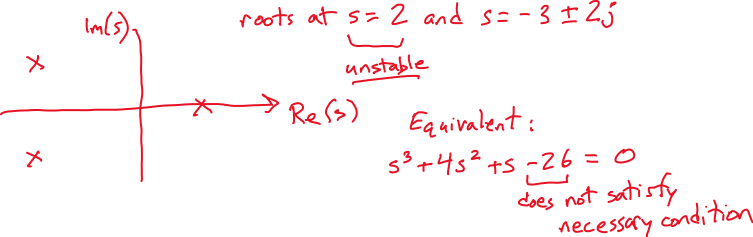 roots at s = 2 and s = -3 ± 2j
Im(s)
unstable
Re(s)
Equivalent:
s³ + 4s² + s - 26 = 0
does not satisfy
necessary condition